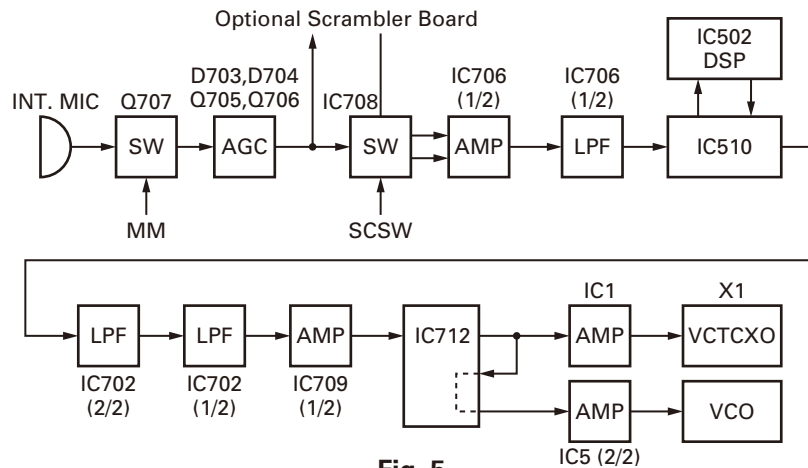 Optional Scrambler Board
IC502
DSP
INT. MIC
Q707
D703,D704
Q705,Q706
IC708
IC706
(1/2)
IC706
(1/2)
SW
AGC
SW
AMP
LPF
IC510
MM
SCSW
LPF
LPF
AMP
IC712
IC1
AMP
X1
VCTCXO
IC702
(2/2)
IC702
(1/2)
IC709
(1/2)
AMP
VCO
IC5 (2/2)
Fig. 5